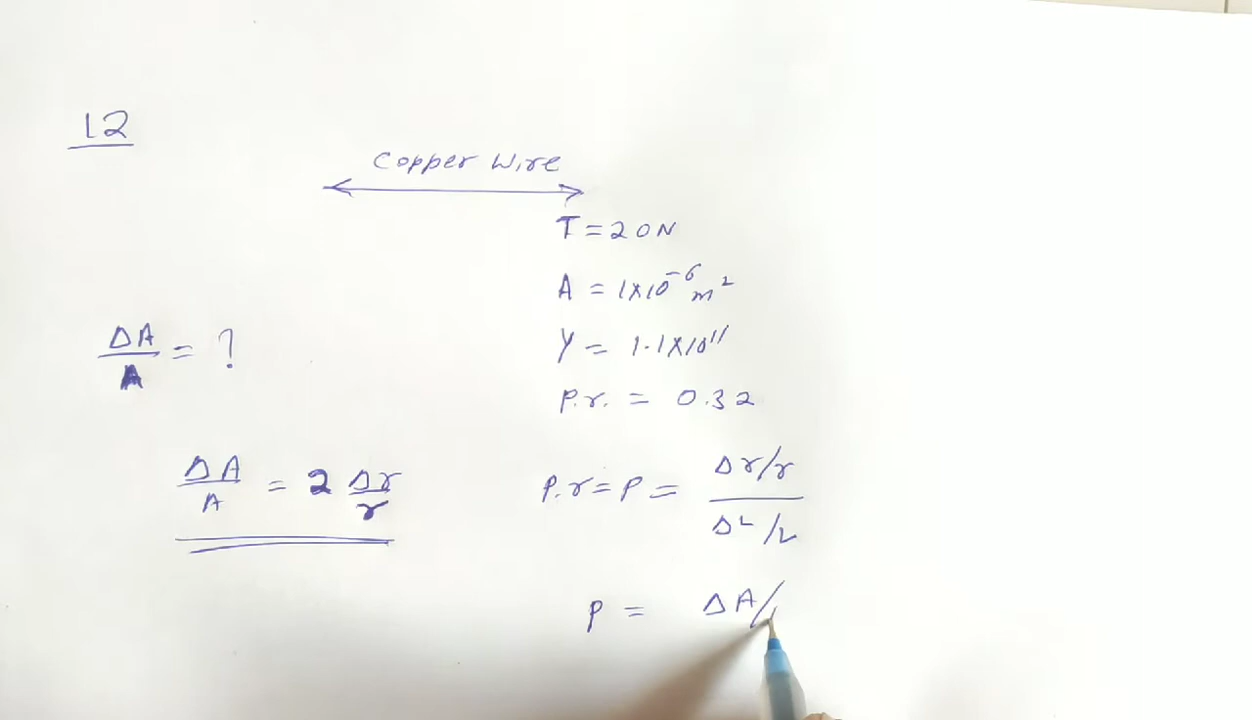 12
Copper Wire
T = 20N
A = 1×10⁻⁶ m²
ΔA/A = ?
Y = 1.1×10¹¹
P.r. = 0.32
ΔA/A = 2 Δr/r
P.r = P = Δr/r / ΔL/L
P = ΔA/